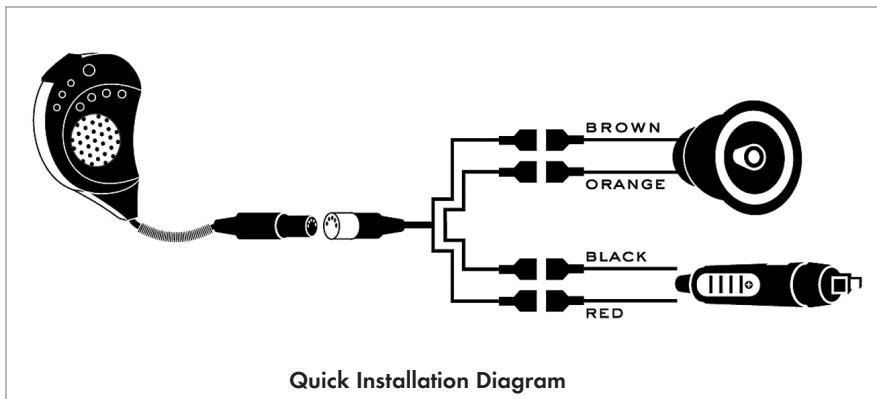 BROWN
ORANGE
BLACK
RED
Quick Installation Diagram